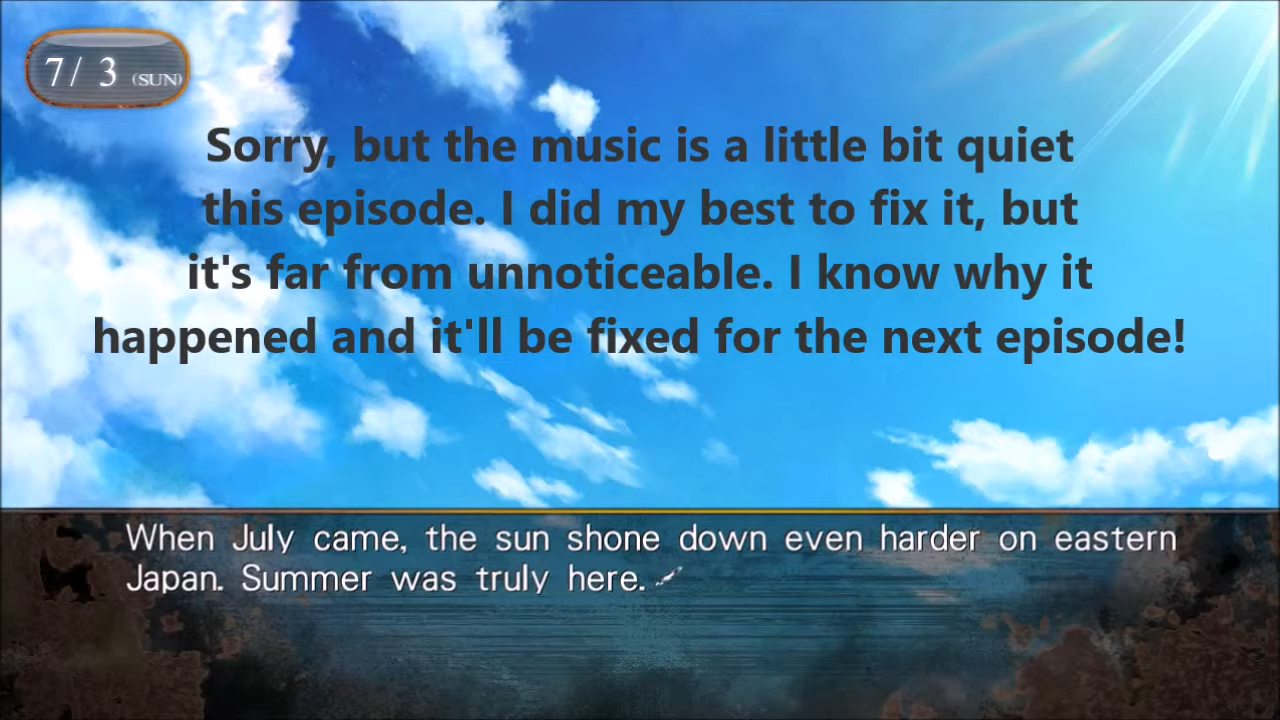 7/ 3 (SUN)
Sorry, but the music is a little bit quiet
this episode. I did my best to fix it, but
it's far from unnoticeable. I know why it
happened and it'll be fixed for the next episode!
When July came, the sun shone down even harder on eastern
Japan. Summer was truly here.